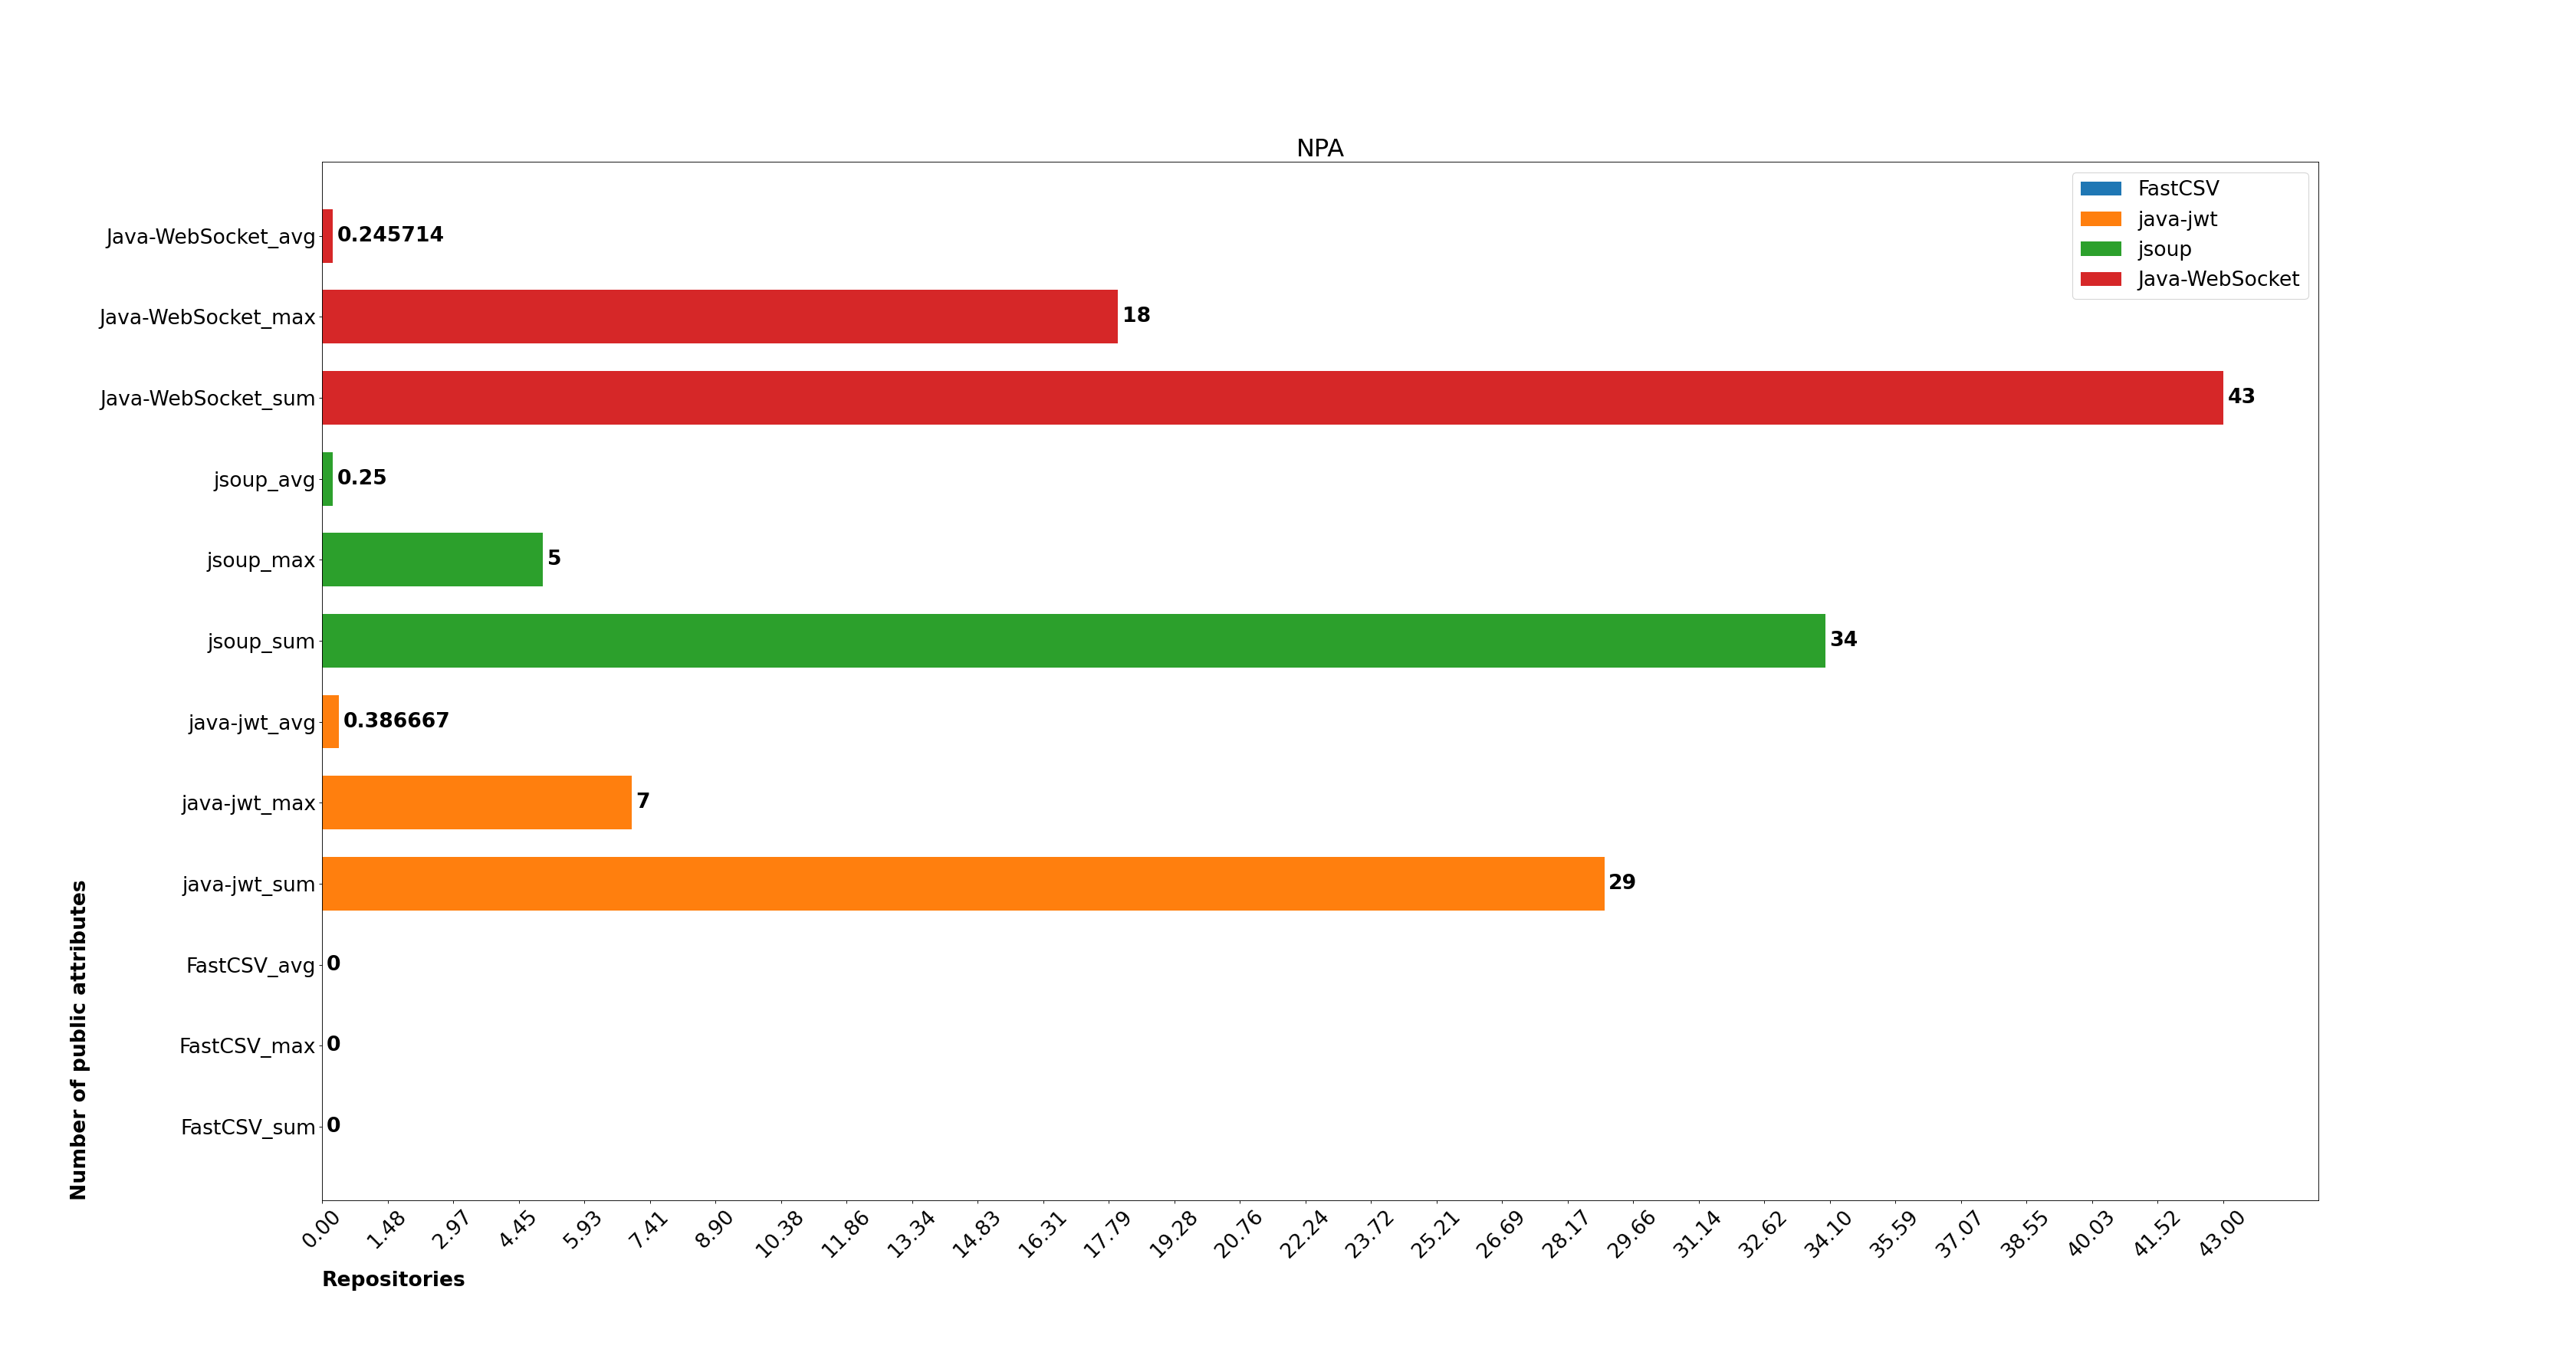 NPA
FastCSV
java-jwt
jsoup
Java-WebSocket
Java-WebSocket_avg 0.245714
Java-WebSocket_max 18
Java-WebSocket_sum 43
jsoup_avg 0.25
jsoup_max 5
jsoup_sum 34
java-jwt_avg 0.386667
java-jwt_max 7
java-jwt_sum 29
FastCSV_avg 0
FastCSV_max 0
FastCSV_sum 0
Number of public attributes
0.00 1.48 2.97 4.45 5.93 7.41 8.90 10.38 11.86 13.34 14.83 16.31 17.79 19.28 20.76 22.24 23.72 25.21 26.69 28.17 29.66 31.14 32.62 34.10 35.59 37.07 38.55 40.03 41.52 43.00
Repositories